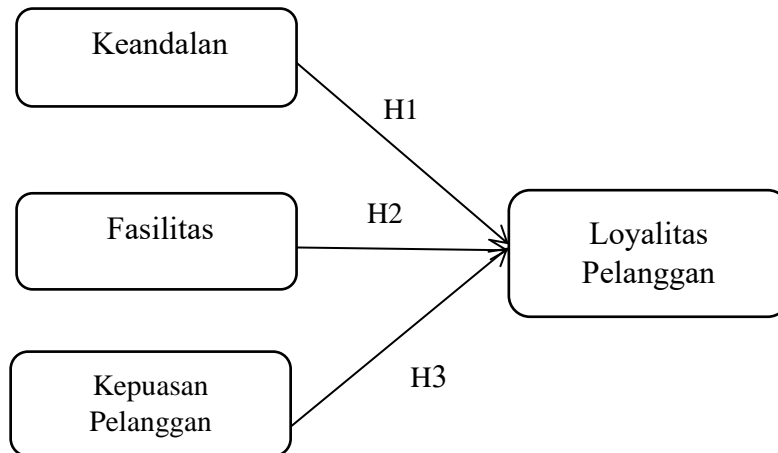 Keandalan
H1
Fasilitas
H2
Loyalitas
Pelanggan
Kepuasan
Pelanggan
H3